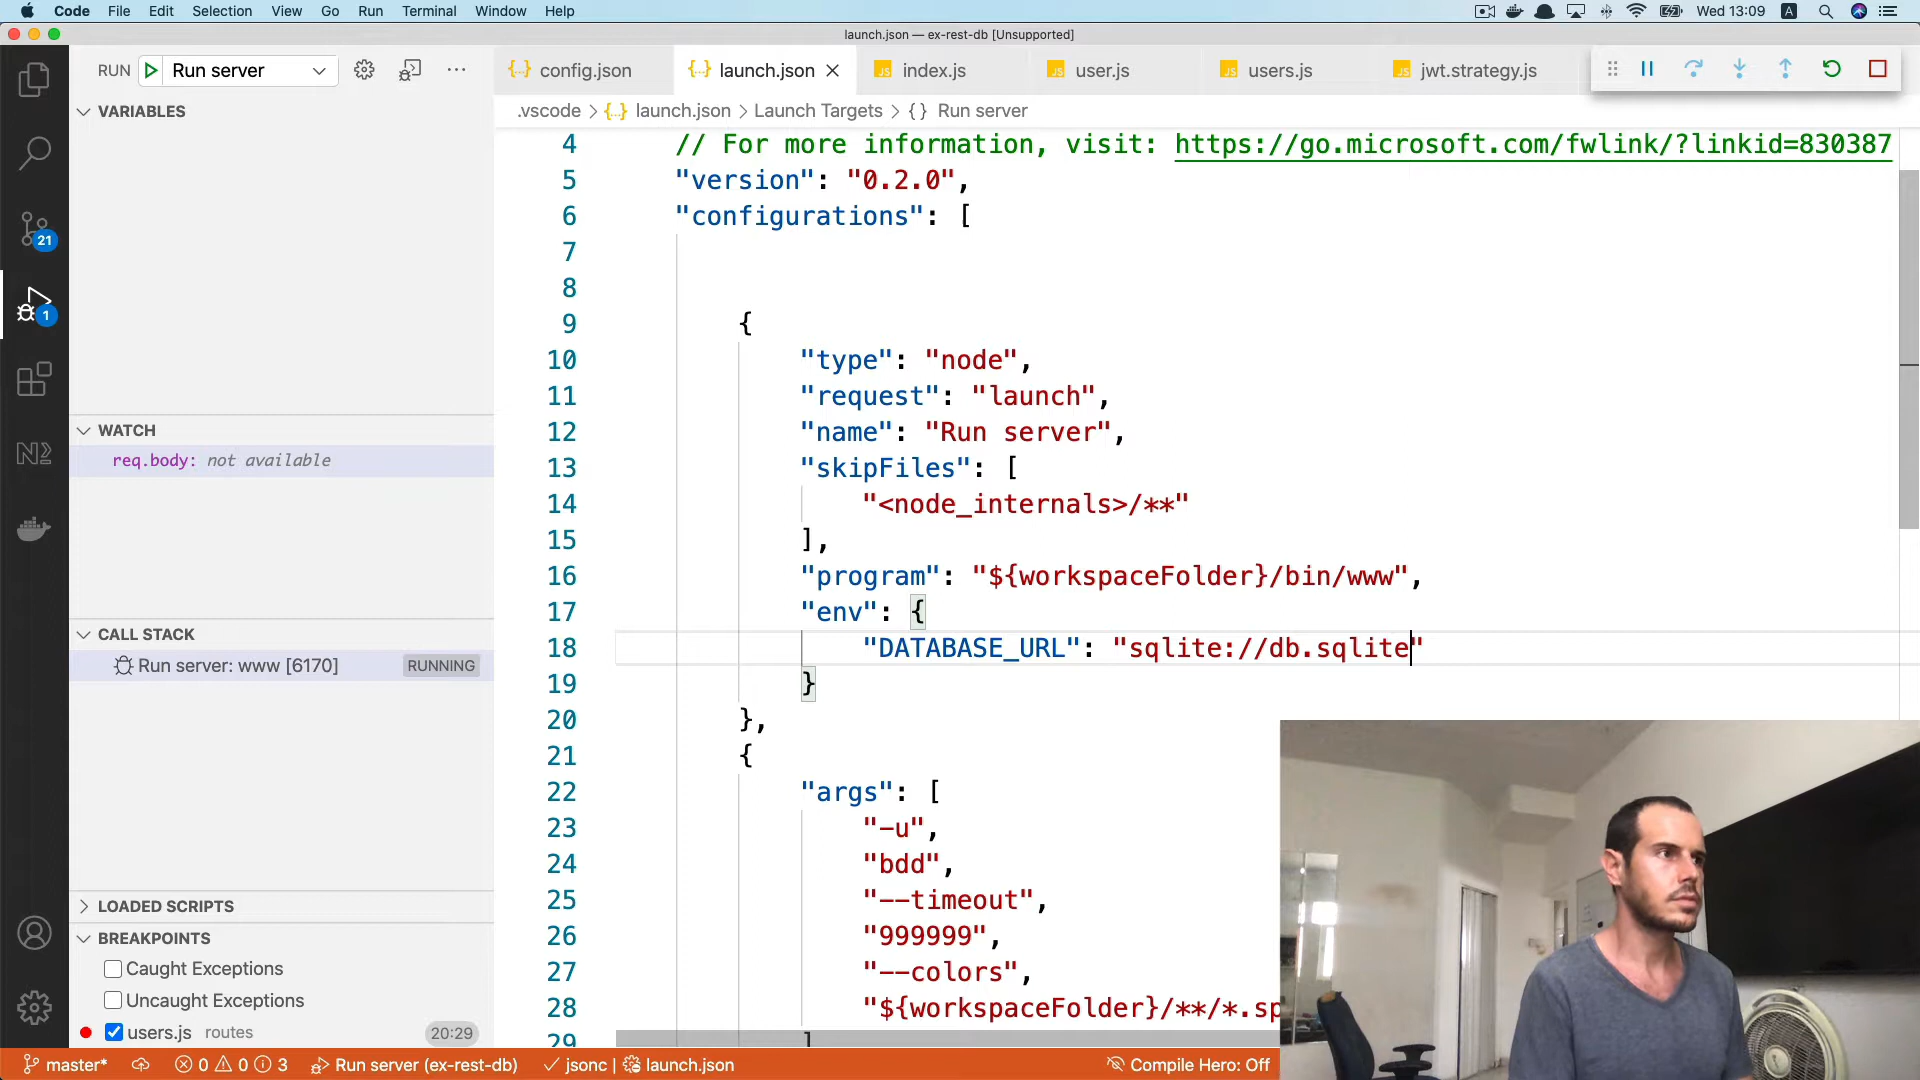 Code File Edit Selection View Go Run Terminal Window Help
Wed 13:09 A
launch.json — ex-rest-db [Unsupported]
RUN Run server
config.json launch.json index.js user.js users.js jwt.strategy.js
.vscode launch.json Launch Targets {} Run server
VARIABLES
WATCH
req.body: not available
CALL STACK
Run server: www [6170] RUNNING
LOADED SCRIPTS
BREAKPOINTS
Caught Exceptions
Uncaught Exceptions
users.js routes 20:29
21
1
4 // For more information, visit: https://go.microsoft.com/fwlink/?linkid=830387
5 "version": "0.2.0",
6 "configurations": [
7
8
9 {
10 "type": "node",
11 "request": "launch",
12 "name": "Run server",
13 "skipFiles": [
14 "<node_internals>/**"
15 ],
16 "program": "${workspaceFolder}/bin/www",
17 "env": {
18 "DATABASE_URL": "sqlite://db.sqlite"
19 }
20 },
21 {
22 "args": [
23 "-u",
24 "bdd",
25 "--timeout",
26 "999999",
27 "--colors",
28 "${workspaceFolder}/**/*.sp
29 ]
master* 0 0 3 Run server (ex-rest-db) jsonc | launch.json Compile Hero: Off